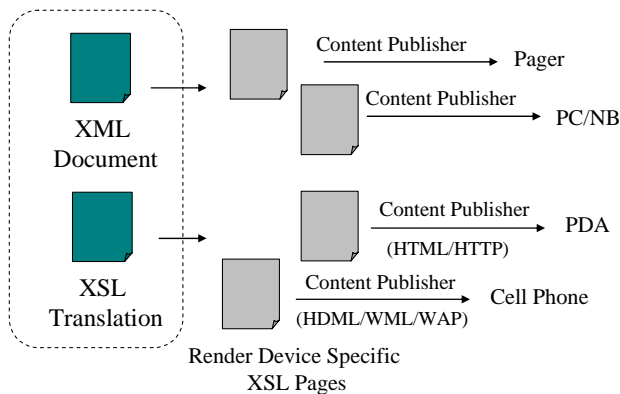 Content Publisher
Pager
Content Publisher
PC/NB
XML
Document
Content Publisher
(HTML/HTTP)
PDA
Content Publisher
(HDML/WML/WAP)
Cell Phone
XSL
Translation
Render Device Specific
XSL Pages